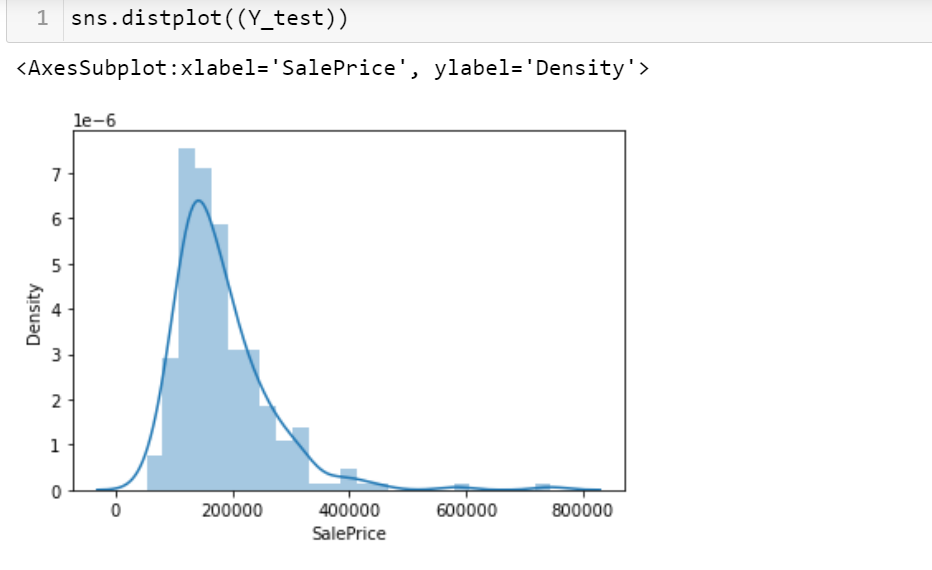 1 sns.distplot((Y_test))
<AxesSubplot:xlabel='SalePrice', ylabel='Density'>
1e−6
7
6
5
4
3
2
1
0
Density
0 200000 400000 600000 800000
SalePrice